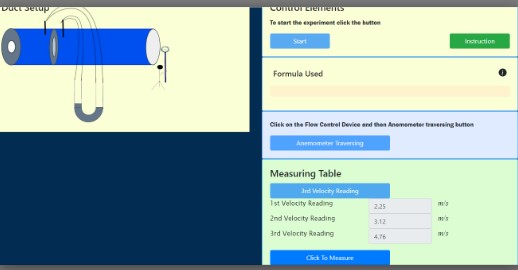 Duct Setup
Control Elements
To start the experiment click the button
Start
Instruction
Formula Used
Click on the Flow Control Device and then Anemometer traversing button
Anemometer Traversing
Measuring Table
3rd Velocity Reading
1st Velocity Reading 2.25 m/s
2nd Velocity Reading 3.12 m/s
3rd Velocity Reading 4.76 m/s
Click To Measure